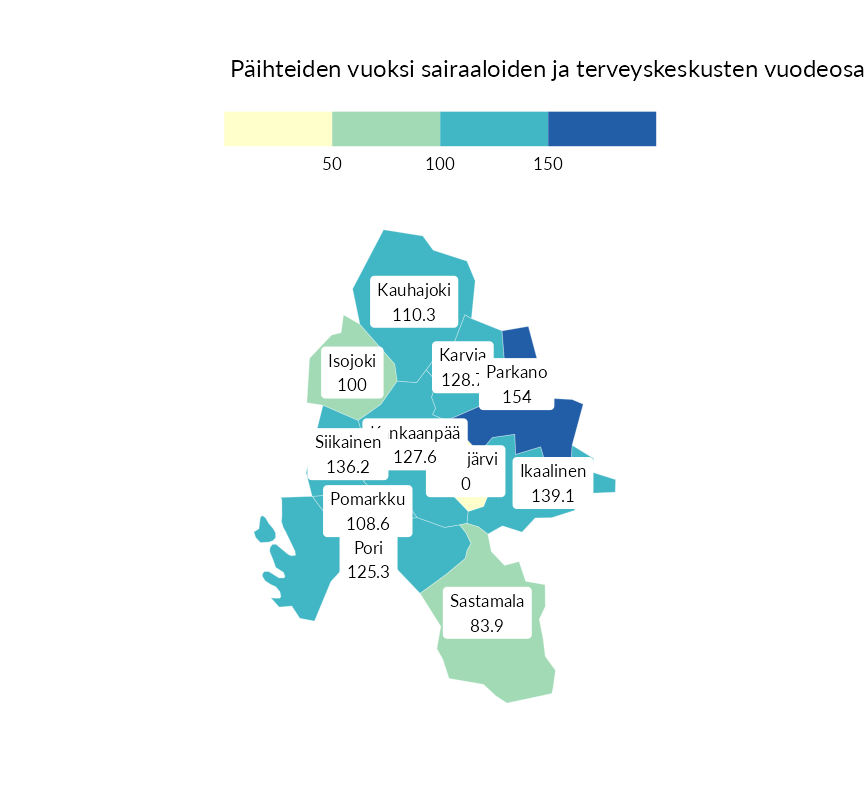 Päihteiden vuoksi sairaaloiden ja terveyskeskusten
50 100 150
Kauhajoki
110.3
Karvia
Isojoki
100
Parkano
154
Siikainen
136.2
127.6
0
Ikaalinen
139.1
Pomarkku
108.6
Pori
125.3
Sastamala
83.9